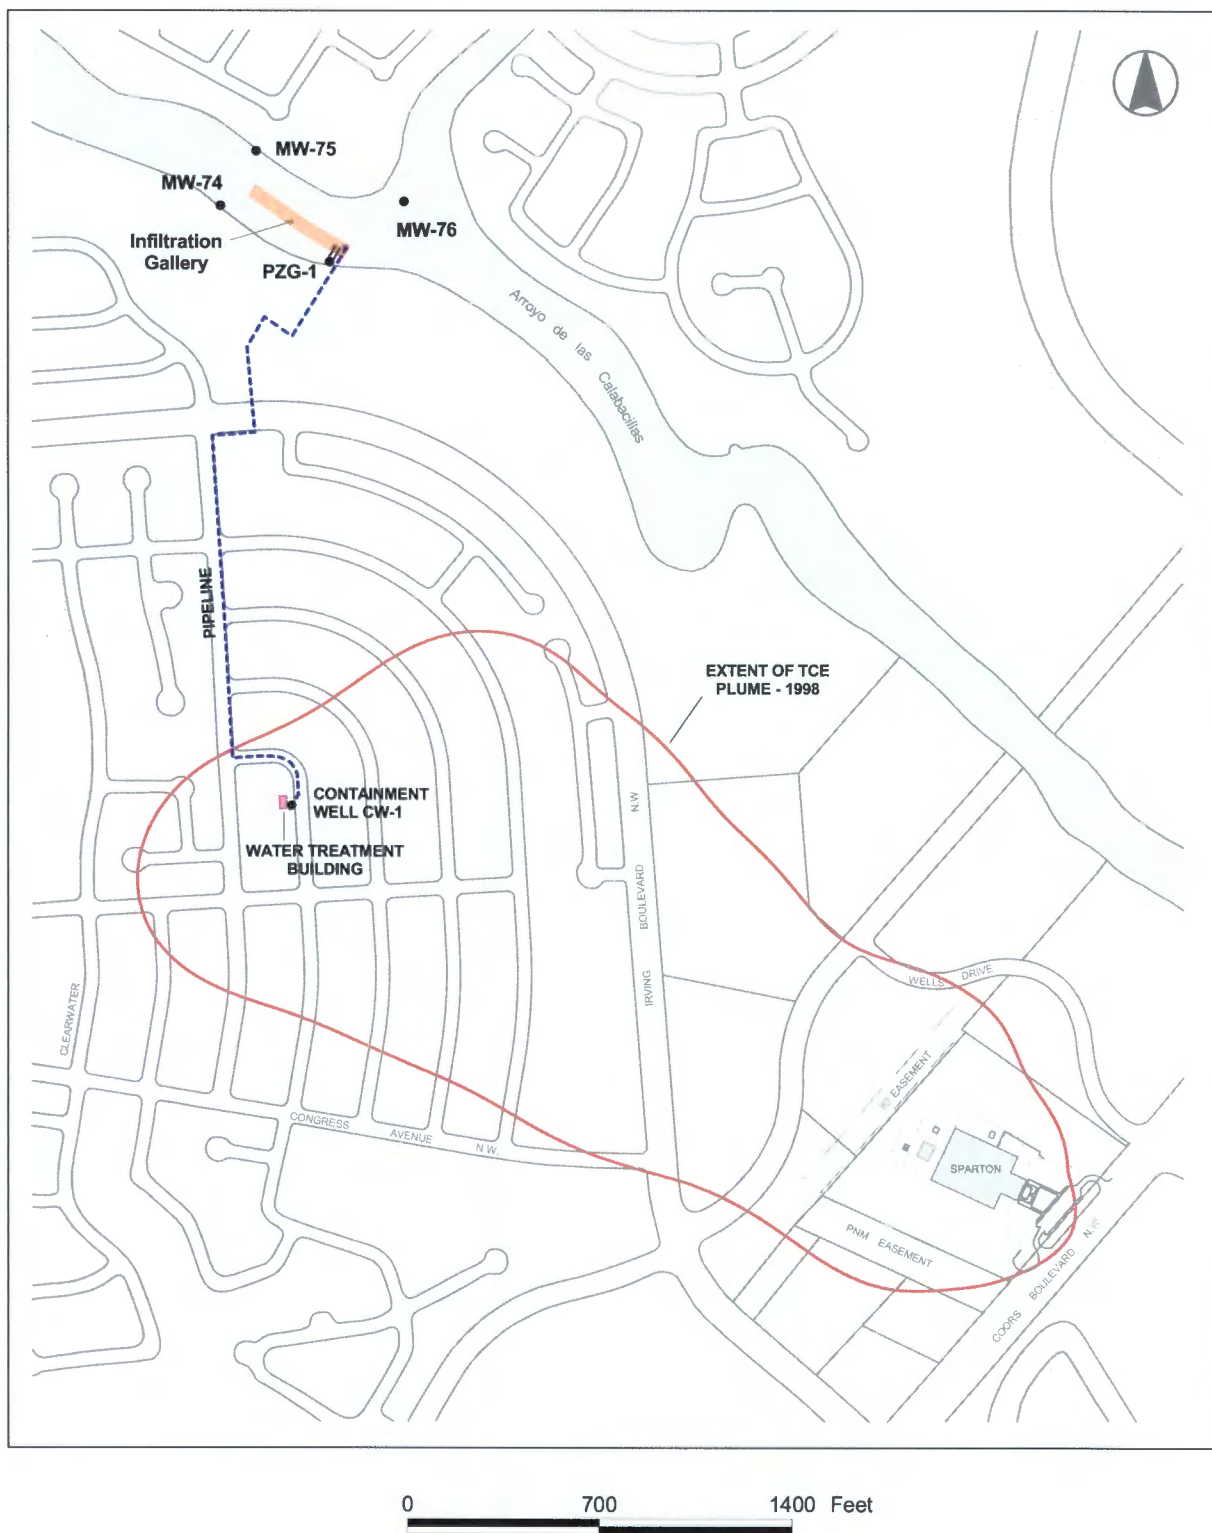 MW-75
MW-74
MW-76
Infiltration
Gallery
PZG-1
Arroyo de las Calabacillas
PIPELINE
EXTENT OF TCE
PLUME - 1998
CONTAINMENT
WELL CW-1
WATER TREATMENT
BUILDING
IRVING BOULEVARD N.W
WELLS DRIVE
CLEARWATER
EASEMENT
CONGRESS AVENUE N.W.
SPARTON
PNM EASEMENT
COORS BOULEVARD N.W
0 700 1400 Feet